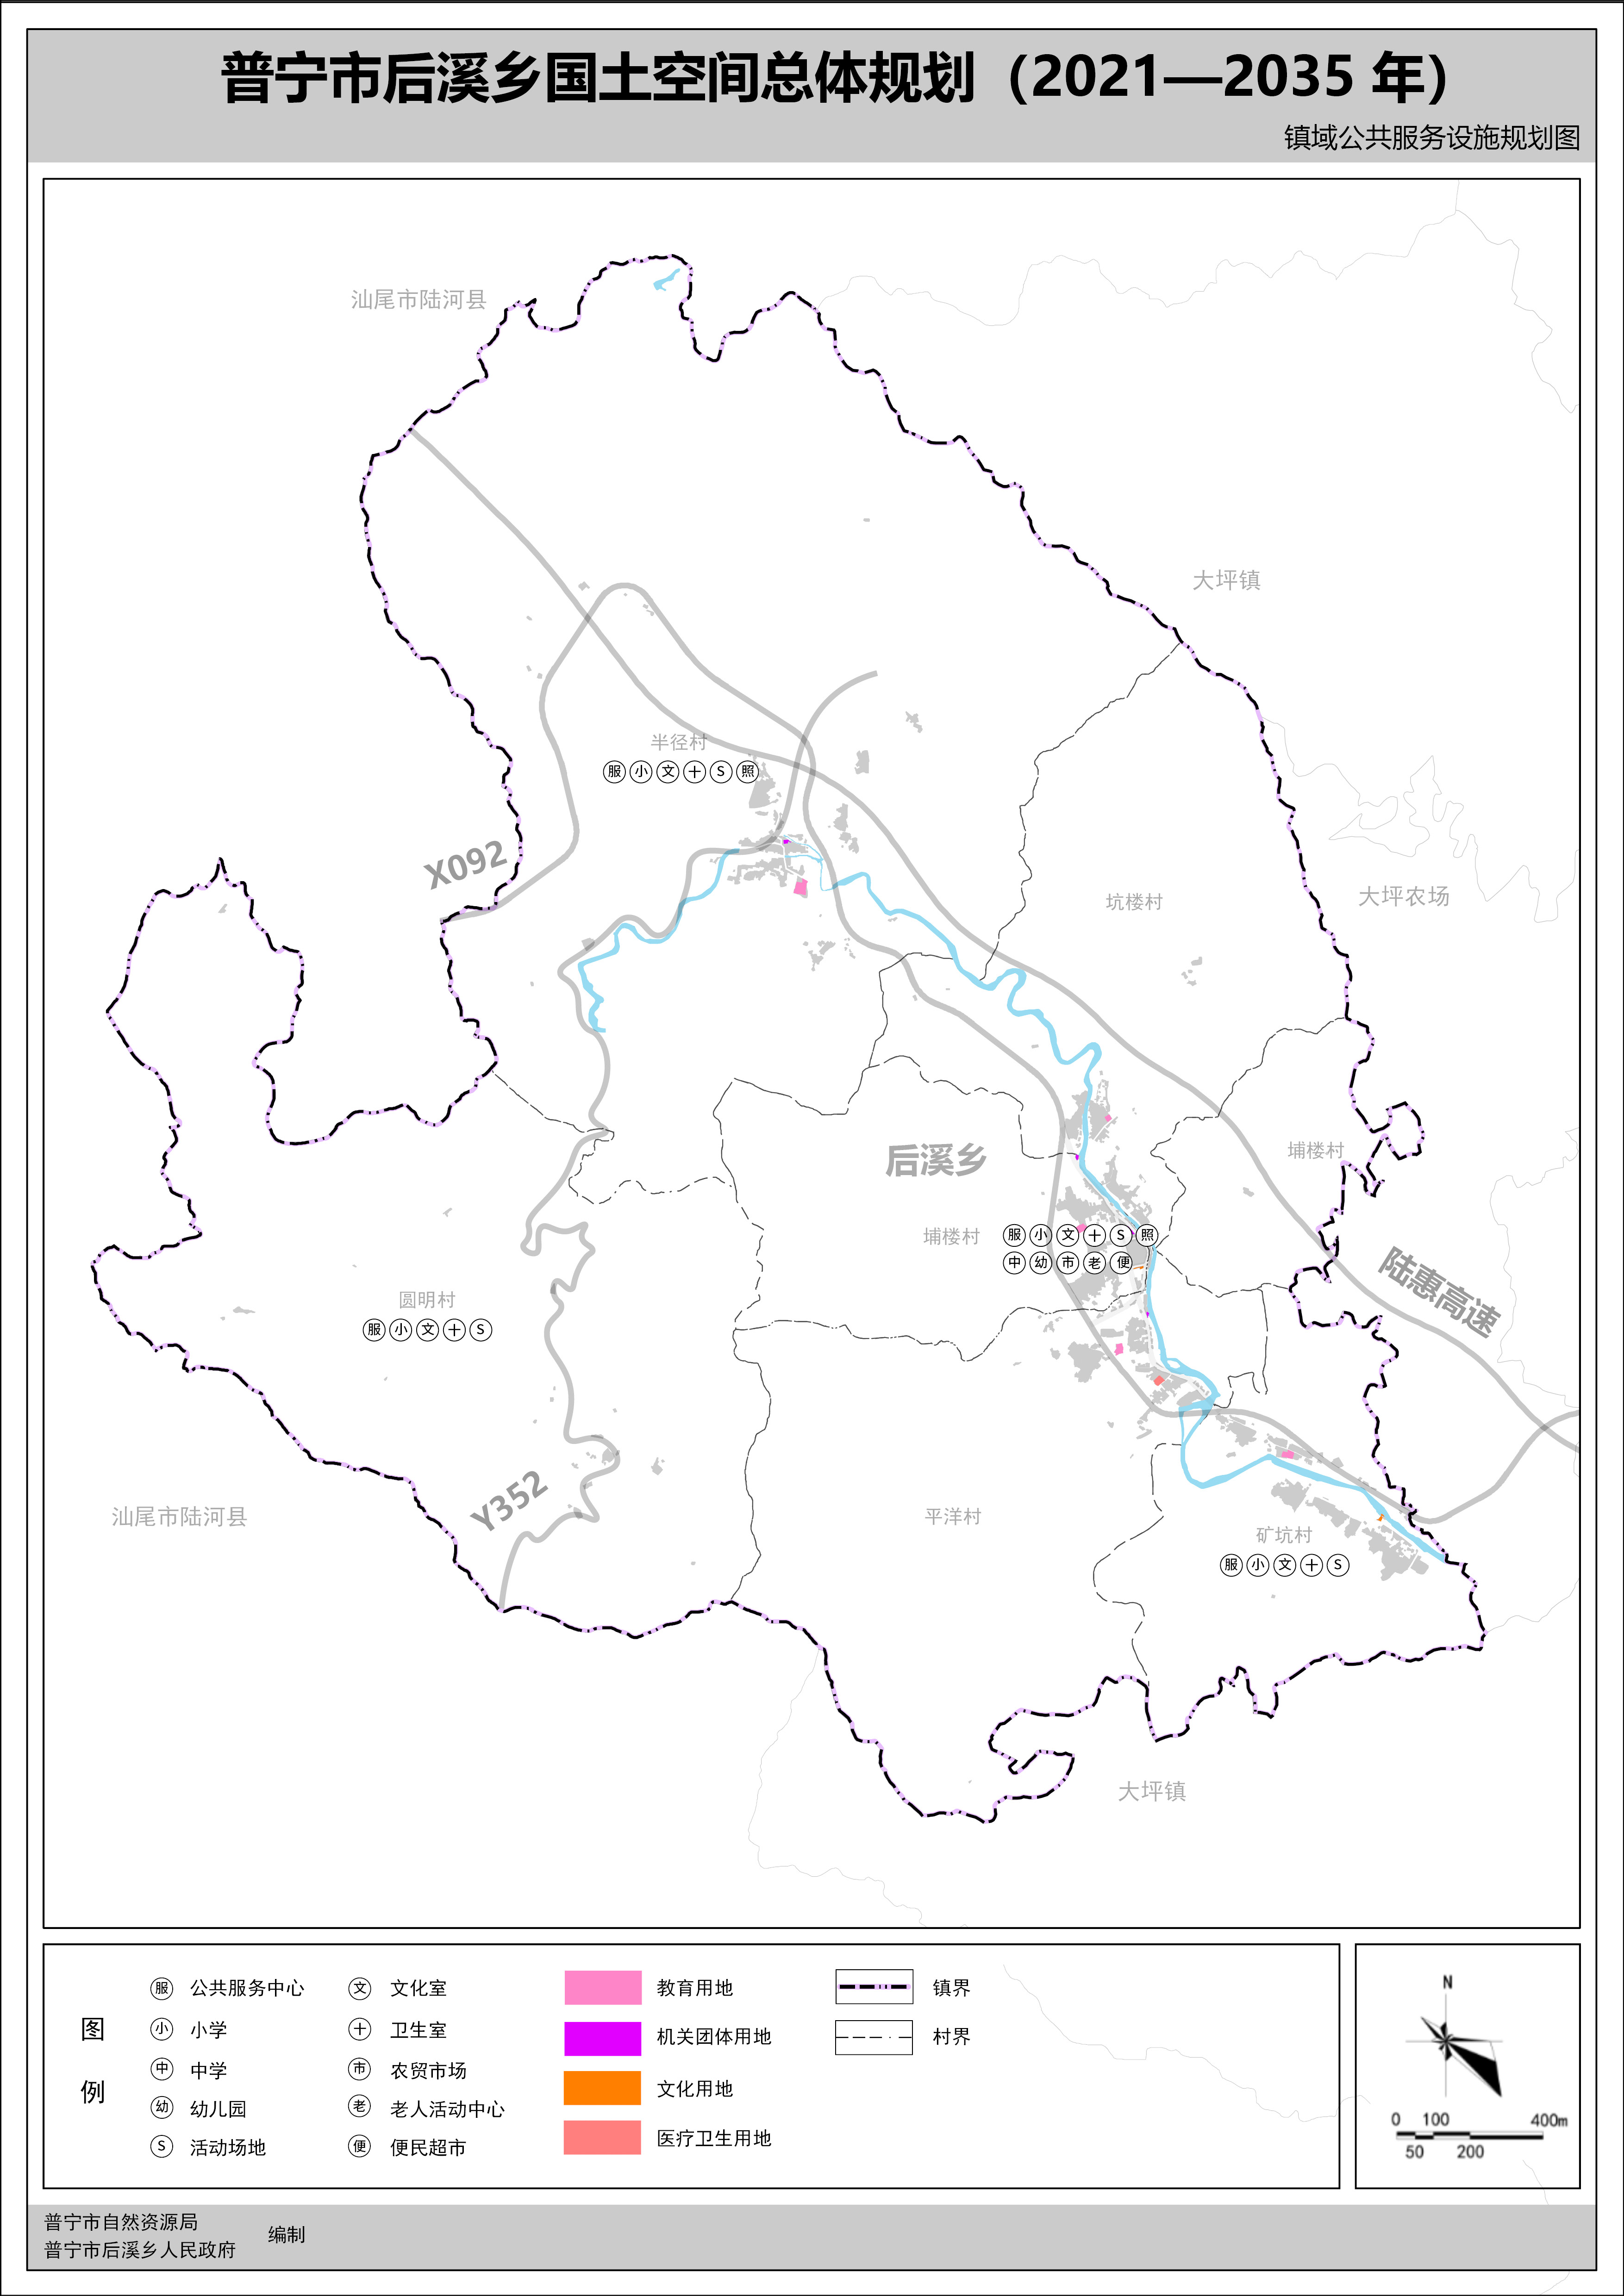 普宁市后溪乡国土空间总体规划（2021—2035 年）
镇域公共服务设施规划图
汕尾市陆河县
大坪镇
半径村
服 小 文 十 S 照
X092
坑楼村
大坪农场
后溪乡
埔楼村
埔楼村
服 小 文 十 S 照
中 幼 市 老 便
陆惠高速
圆明村
服 小 文 十 S
Y352
汕尾市陆河县
平洋村
矿坑村
服 小 文 十 S
大坪镇
图例
服 公共服务中心
小 小学
中 中学
幼 幼儿园
S 活动场地
文 文化室
十 卫生室
市 农贸市场
老 老人活动中心
便 便民超市
教育用地
机关团体用地
文化用地
医疗卫生用地
镇界
村界
N
0 100 400m
50 200
普宁市自然资源局
普宁市后溪乡人民政府
编制